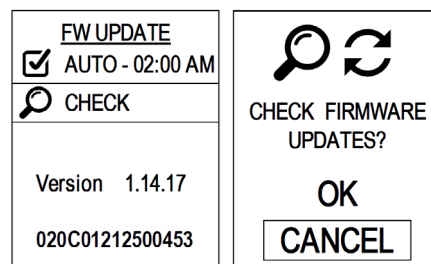 FW UPDATE
AUTO - 02:00 AM
CHECK
Version 1.14.17
020C01212500453
CHECK FIRMWARE
UPDATES?
OK
CANCEL